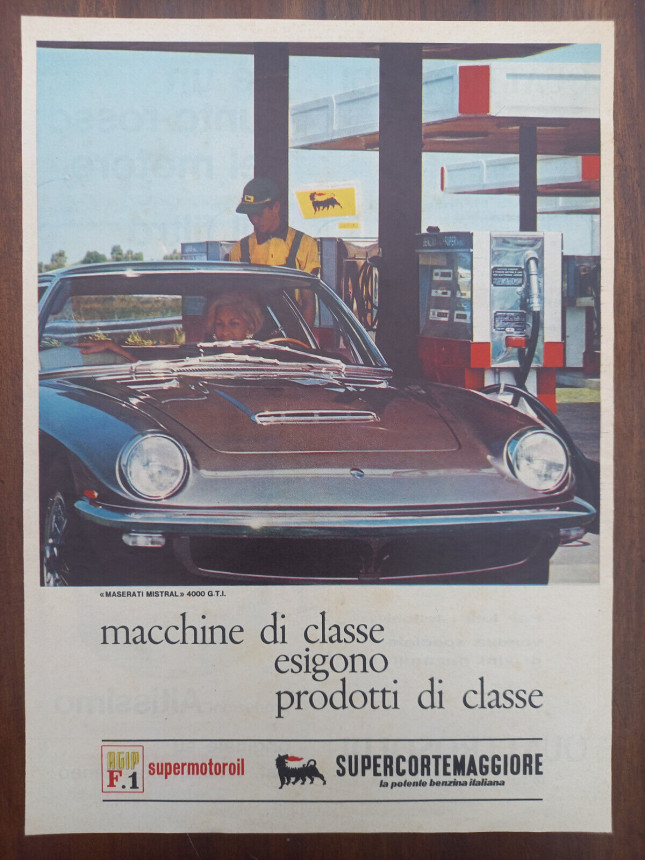 «MASERATI MISTRAL» 4000 G.T.I.
macchine di classe
esigono
prodotti di classe
AGIP
F.1
supermotoroil
SUPERCORTEMAGGIORE
la potente benzina italiana